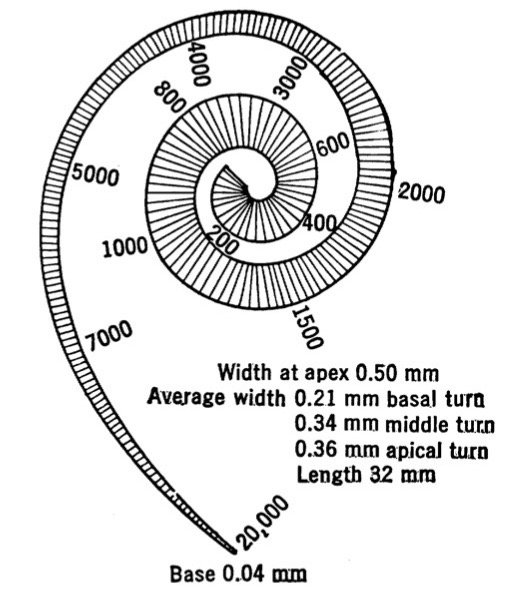 4000
3000
800
600
5000
2000
400
200
1000
1500
7000
Width at apex 0.50 mm
Average width 0.21 mm basal turn
0.34 mm middle turn
0.36 mm apical turn
Length 32 mm
20,000
Base 0.04 mm